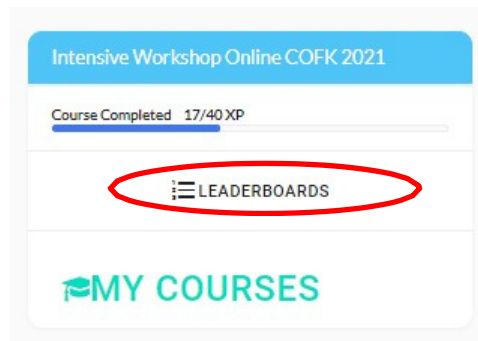 Intensive Workshop Online COFK 2021
Course Completed 17/40 XP
LEADERBOARDS
MY COURSES